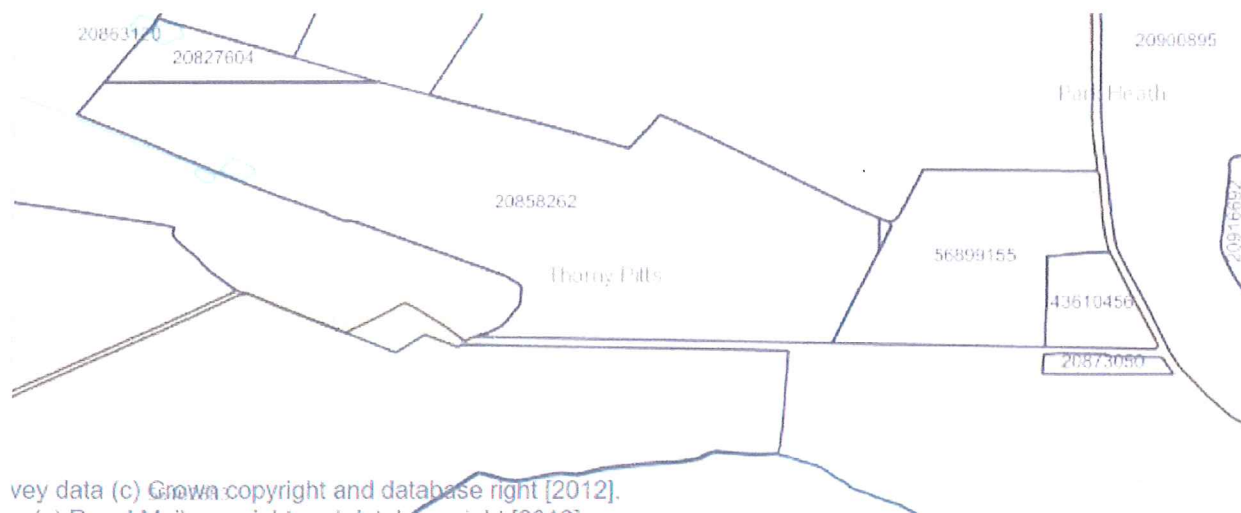 20863120
20900895
20827604
Park Heath
20916692
20858262
56899155
Thorny Pitts
43610456
20873050
vey data (c) Crown copyright and database right [2012].